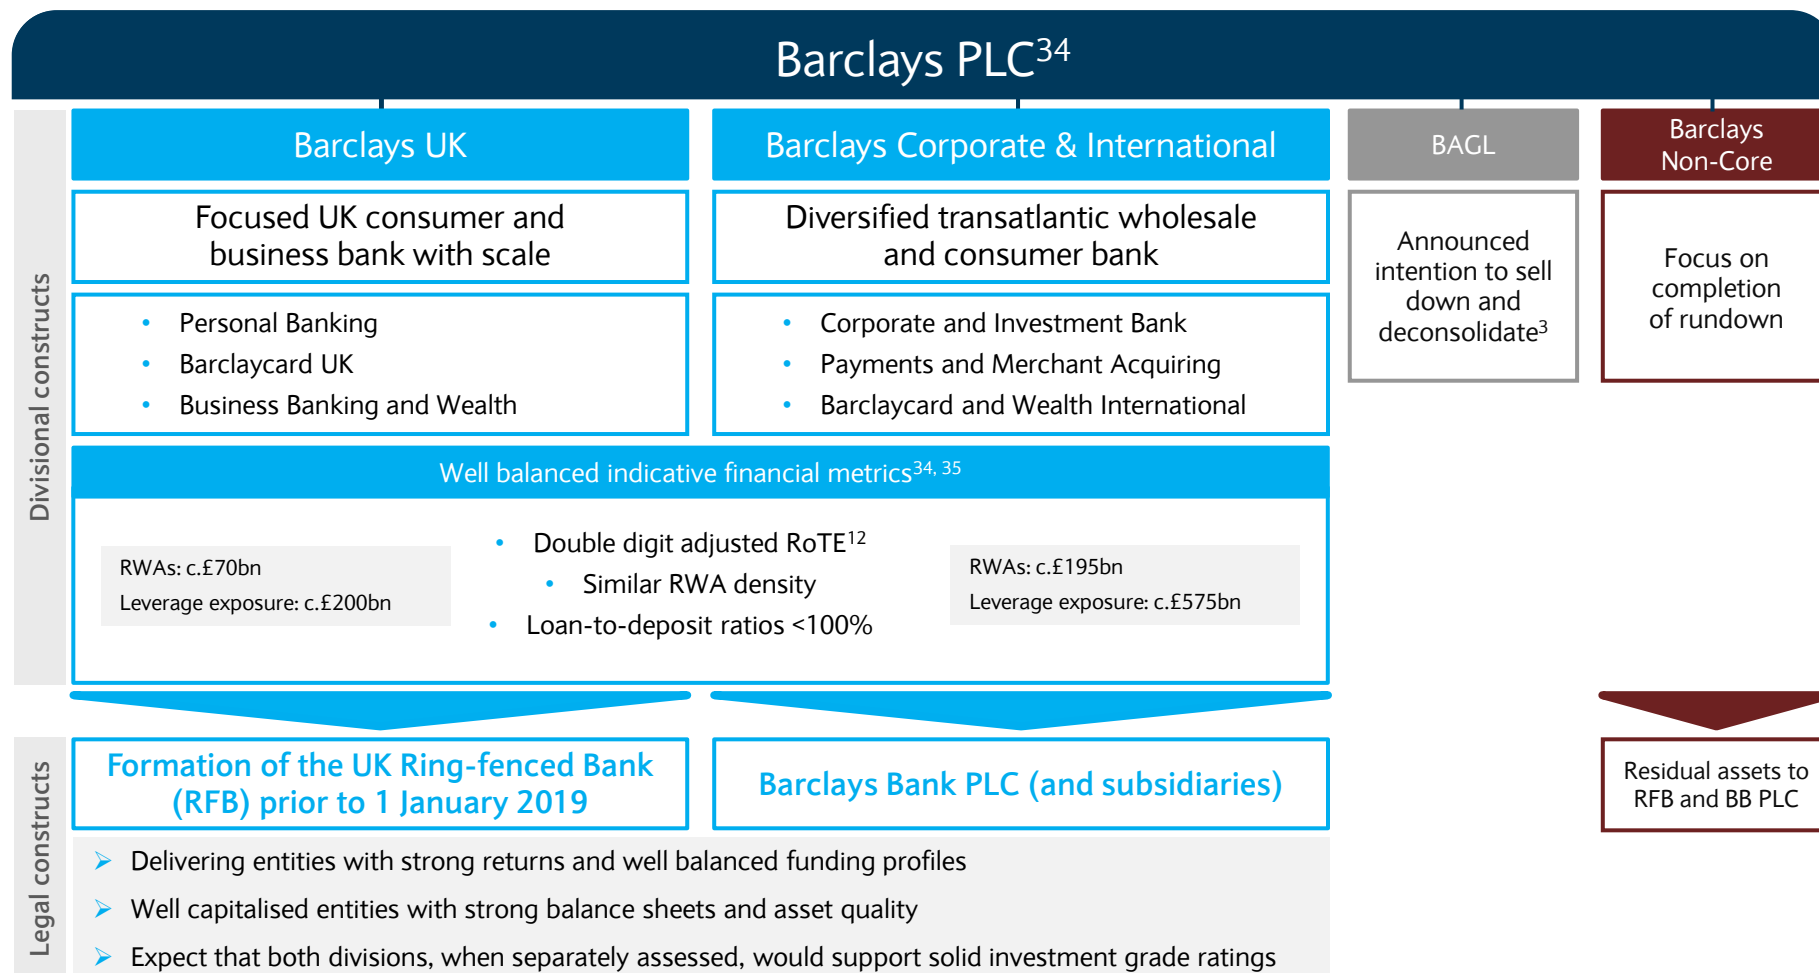 Barclays PLC34
Divisional constructs
Barclays UK
Focused UK consumer and
business bank with scale
• Personal Banking
• Barclaycard UK
• Business Banking and Wealth
Barclays Corporate & International
Diversified transatlantic wholesale
and consumer bank
• Corporate and Investment Bank
• Payments and Merchant Acquiring
• Barclaycard and Wealth International
BAGL
Announced
intention to sell
down and
deconsolidate3
Barclays
Non-Core
Focus on
completion
of rundown
Well balanced indicative financial metrics34, 35
RWAs: c.£70bn
Leverage exposure: c.£200bn
• Double digit adjusted RoTE12
• Similar RWA density
• Loan-to-deposit ratios <100%
RWAs: c.£195bn
Leverage exposure: c.£575bn
Legal constructs
Formation of the UK Ring-fenced Bank
(RFB) prior to 1 January 2019
Barclays Bank PLC (and subsidiaries)
Residual assets to
RFB and BB PLC
➢ Delivering entities with strong returns and well balanced funding profiles
➢ Well capitalised entities with strong balance sheets and asset quality
➢ Expect that both divisions, when separately assessed, would support solid investment grade ratings